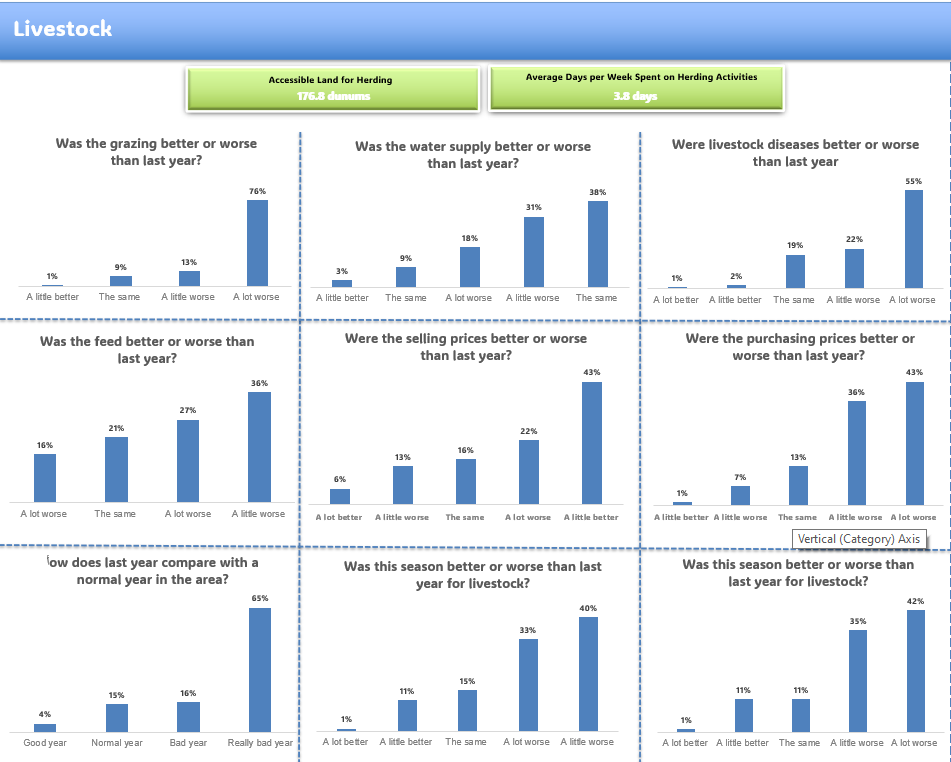 Livestock
Accessible Land for Herding
176.8 dunums
Average Days per Week Spent on Herding Activities
3.8 days
Was the grazing better or worse
than last year?
1%
9%
13%
76%
A little better
The same
A little worse
A lot worse
Was the water supply better or worse
than last year?
3%
9%
18%
31%
38%
A little better
The same
A lot worse
A little worse
The same
Were livestock diseases better or worse
than last year
1%
2%
19%
22%
55%
A lot better
A little better
The same
A little worse
A lot worse
Was the feed better or worse than
last year?
16%
21%
27%
36%
A lot worse
The same
A lot worse
A little worse
Were the selling prices better or worse
than last year?
6%
13%
16%
22%
43%
A lot better
A little worse
The same
A lot worse
A little better
Were the purchasing prices better or
worse than last year?
1%
7%
13%
36%
43%
A little better
A little worse
The same
A little worse
A lot worse
Vertical (Category) Axis
ow does last year compare with a
normal year in the area?
4%
15%
16%
65%
Good year
Normal year
Bad year
Really bad year
Was this season better or worse than last
year for livestock?
1%
11%
15%
33%
40%
A lot better
A little better
The same
A lot worse
A little worse
Was this season better or worse than
last year for livestock?
1%
11%
11%
35%
42%
A lot better
A little better
The same
A little worse
A lot worse